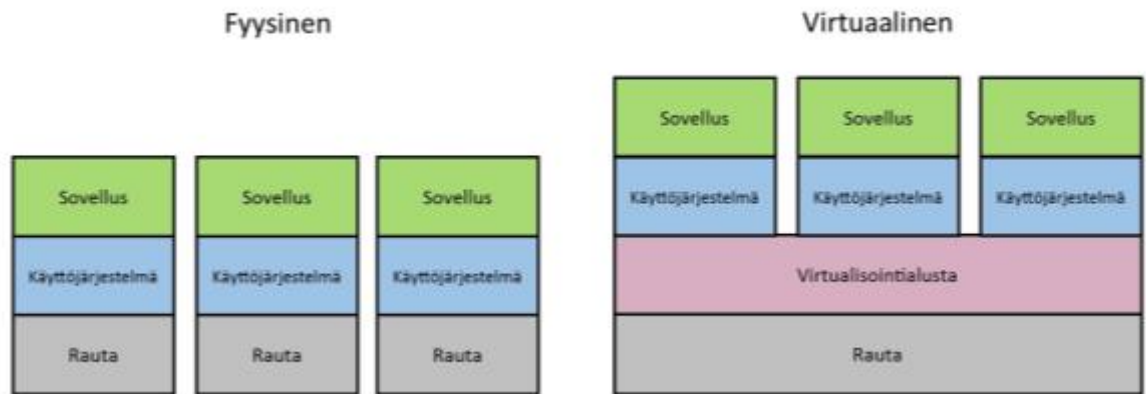 Fyysinen
Virtuaalinen
Sovellus
Sovellus
Sovellus
Käyttöjärjestelmä
Käyttöjärjestelmä
Käyttöjärjestelmä
Rauta
Rauta
Rauta
Sovellus
Sovellus
Sovellus
Käyttöjärjestelmä
Käyttöjärjestelmä
Käyttöjärjestelmä
Virtualisointialusta
Rauta